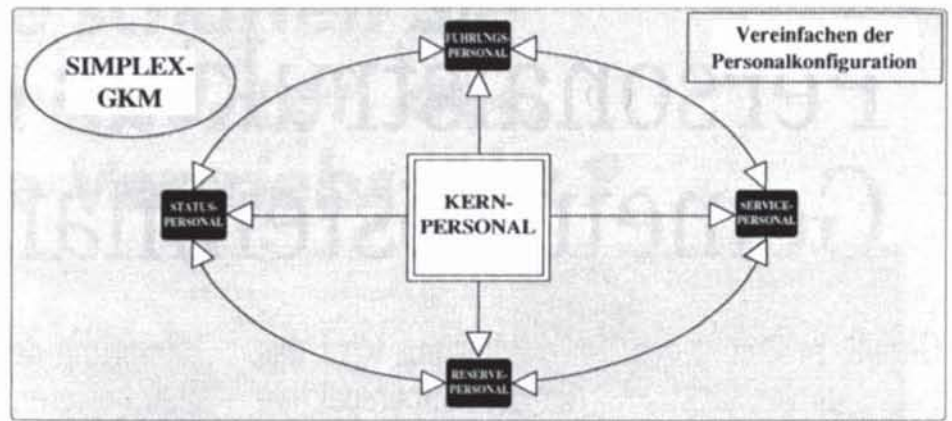 SIMPLEX-
GKM
FÜHRUNGS-
PERSONAL
Vereinfachen der
Personalkonfiguration
STATUS-
PERSONAL
KERN-
PERSONAL
SERVICE-
PERSONAL
RESERVE-
PERSONAL